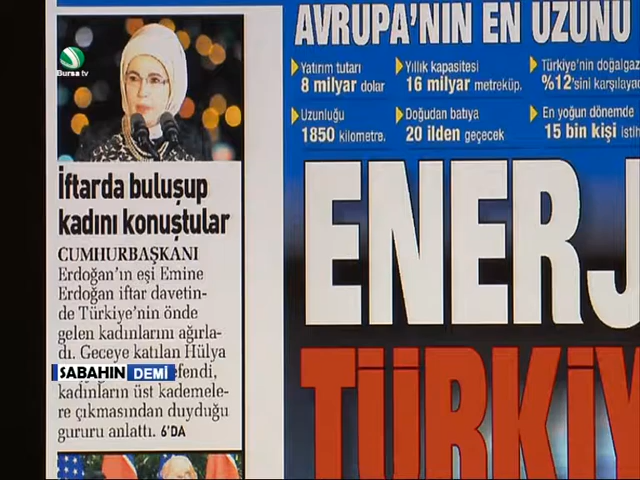 Bursa tv
İftarda buluşup
kadını konuştular
CUMHURBAŞKANI
Erdoğan'ın eşi Emine
Erdoğan iftar davetin-
de Türkiye'nin önde
gelen kadınlarını ağırla-
dı. Geceye katılan Hülya
efendi,
kadınların üst kademele-
re çıkmasından duyduğu
gururu anlattı. 6'DA
SABAHIN DEMİ
AVRUPA'NIN EN UZUNU
Yatırım tutarı
8 milyar dolar
Yıllık kapasitesi
16 milyar metreküp.
Türkiye'nin doğalgaz
%12'sini karşılayac
Uzunluğu
1850 kilometre.
Doğudan batıya
20 ilden geçecek
En yoğun dönemde
15 bin kişi istih
ENERJ
TÜRKİY